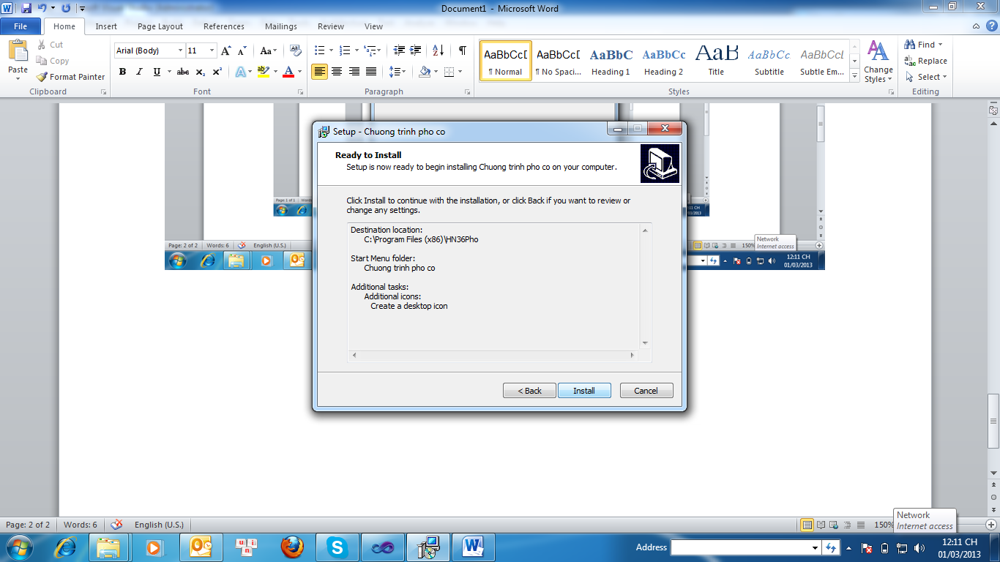 Document1 - Microsoft Word
File Home Insert Page Layout References Mailings Review View
Paste
Cut
Copy
Format Painter
Clipboard
Arial (Body) 11
Font
Paragraph
AaBbCcI AaBbCcI AaBbC AaBbCc AaB AaBbCc. AaBbCcL
¶ Normal ¶ No Spaci... Heading 1 Heading 2 Title Subtitle Subtle Em...
Change
Styles
Styles
Find
Replace
Select
Editing
Setup - Chuong trinh pho co
Ready to Install
Setup is now ready to begin installing Chuong trinh pho co on your computer.
Click Install to continue with the installation, or click Back if you want to review or
change any settings.
Destination location:
C:\Program Files (x86)\HN36Pho
Start Menu folder:
Chuong trinh pho co
Additional tasks:
Additional icons:
Create a desktop icon
< Back Install Cancel
Page: 1 of 1
Page: 2 of 2 Words: 6 English (U.S.)
150%
Network
Internet access
12:11 CH
01/03/2013
Page: 2 of 2 Words: 6 English (U.S.)
150%
Network
Internet access
Address
12:11 CH
01/03/2013